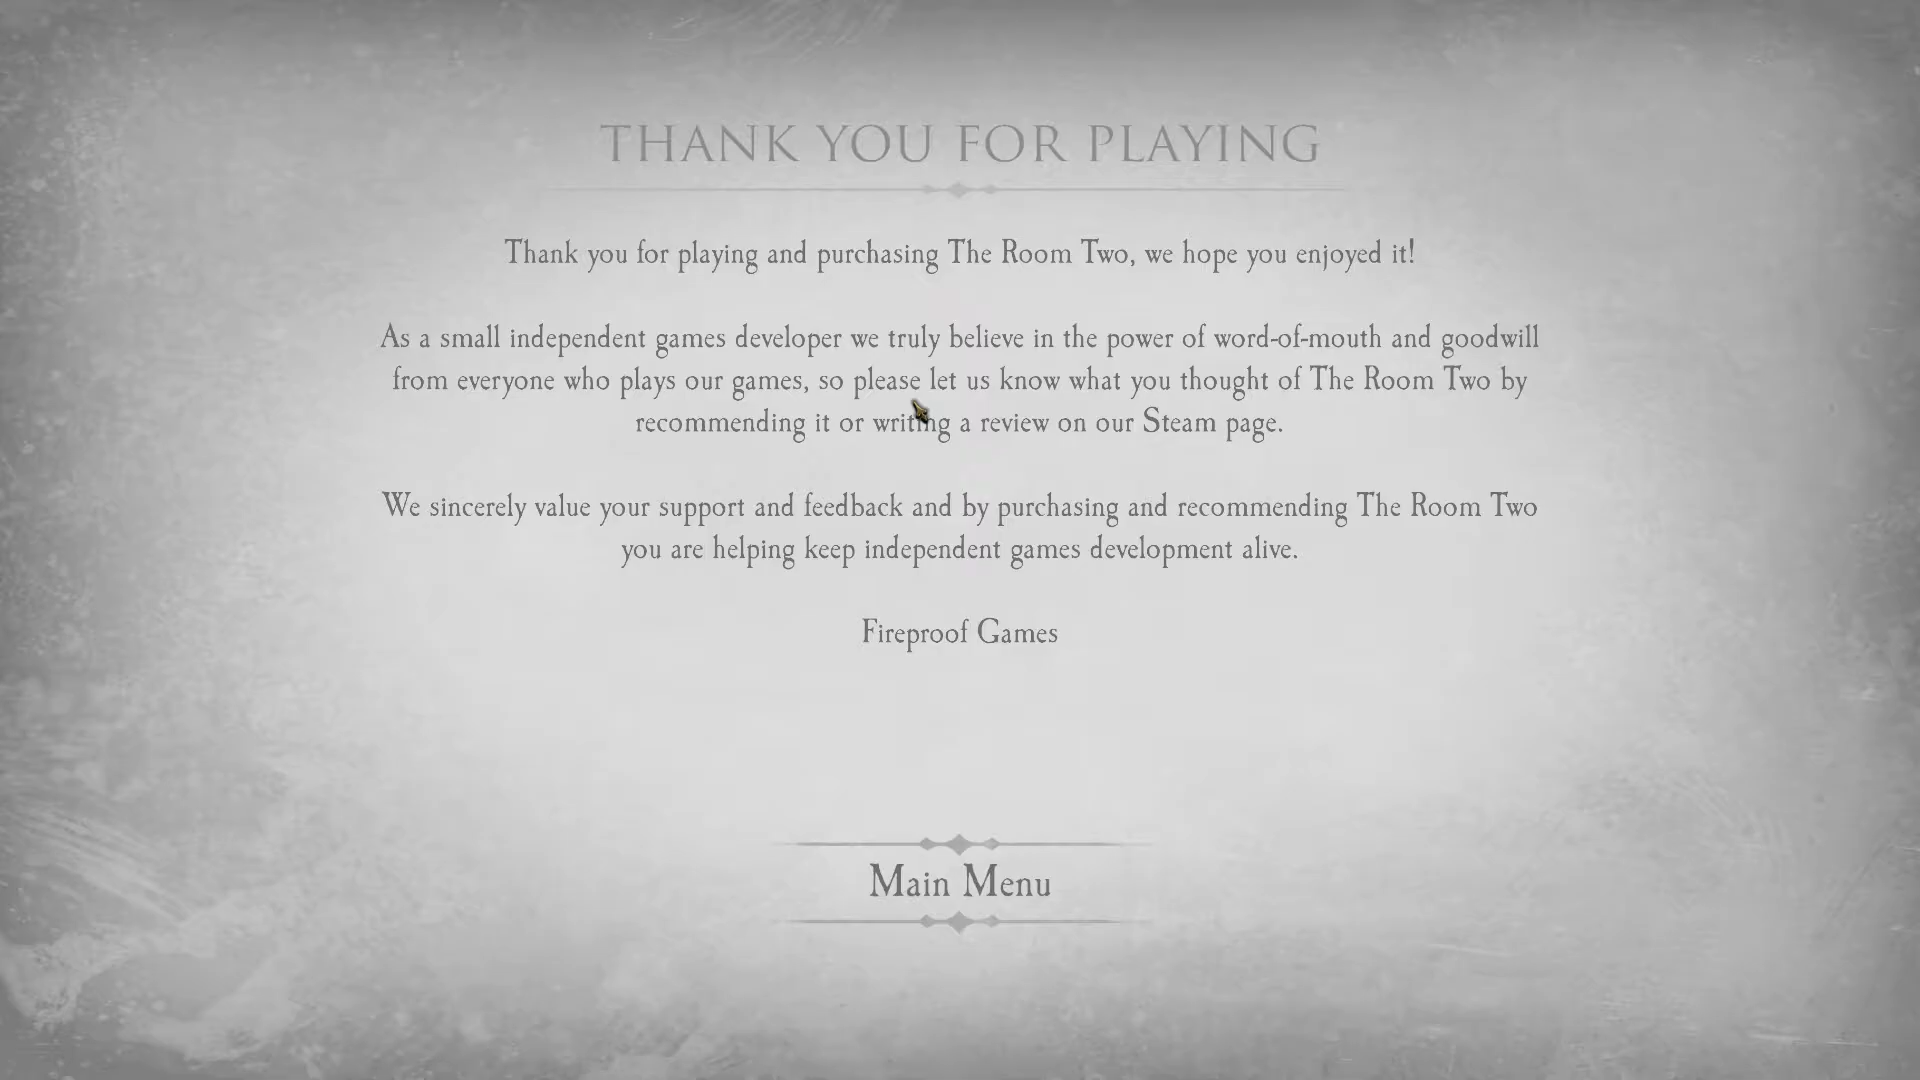 THANK YOU FOR PLAYING
Thank you for playing and purchasing The Room Two, we hope you enjoyed it!
As a small independent games developer we truly believe in the power of word-of-mouth and goodwill
from everyone who plays our games, so please let us know what you thought of The Room Two by
recommending it or writing a review on our Steam page.
We sincerely value your support and feedback and by purchasing and recommending The Room Two
you are helping keep independent games development alive.
Fireproof Games
Main Menu